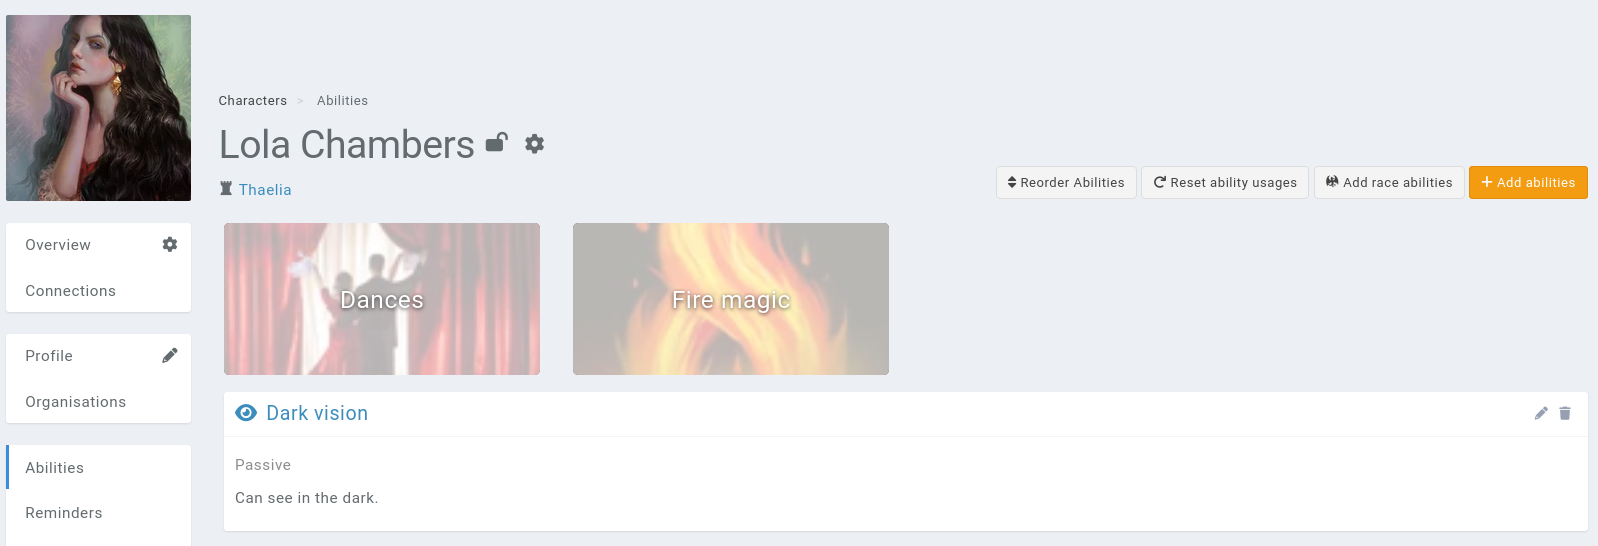 Characters > Abilities
Lola Chambers
Thaelia
Reorder Abilities Reset ability usages Add race abilities + Add abilities
Overview
Connections
Profile
Organisations
Abilities
Reminders
Dances Fire magic
Dark vision
Passive
Can see in the dark.